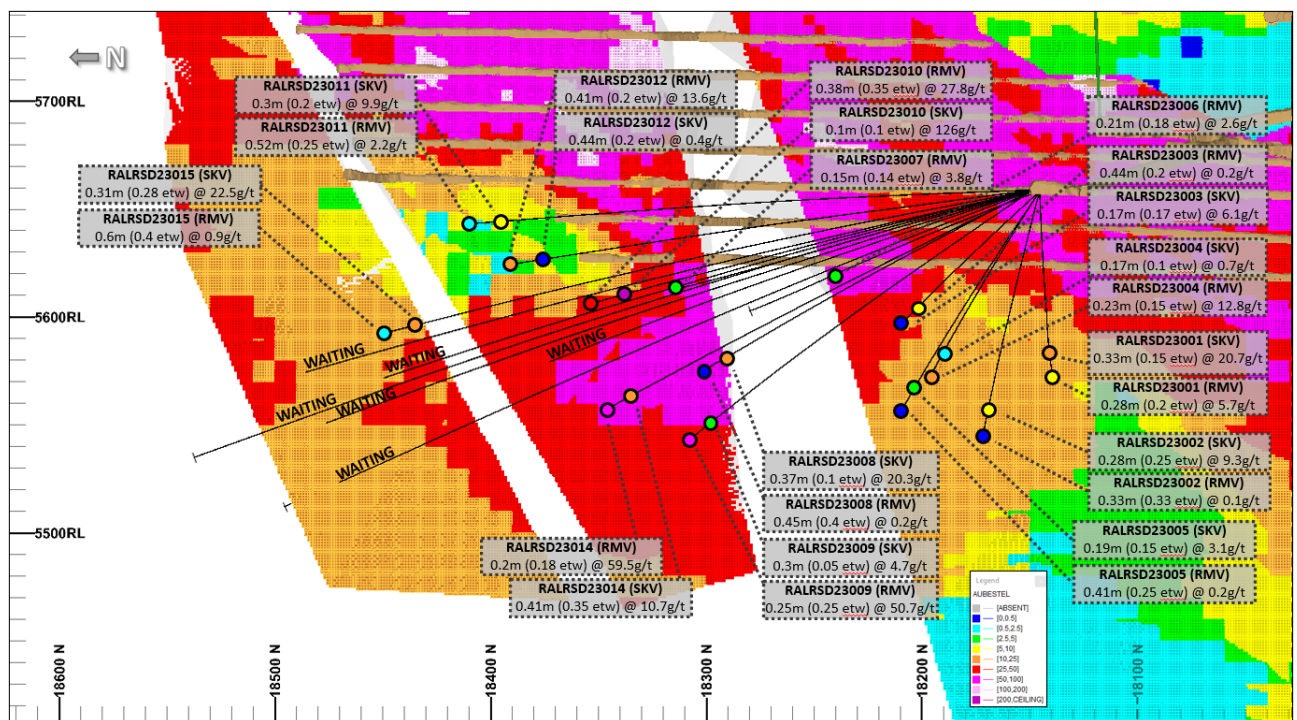 N
5700RL
5600RL
5500RL
RALRSD23011 (SKV)
0.3m (0.2 etw) @ 9.9g/t
RALRSD23011 (RMV)
0.52m (0.25 etw) @ 2.2g/t
RALRSD23012 (RMV)
0.41m (0.2 etw) @ 13.6g/t
RALRSD23012 (SKV)
0.44m (0.2 etw) @ 0.4g/t
RALRSD23010 (RMV)
0.38m (0.35 etw) @ 27.8g/t
RALRSD23010 (SKV)
0.1m (0.1 etw) @ 126g/t
RALRSD23007 (RMV)
0.15m (0.14 etw) @ 3.8g/t
RALRSD23006 (RMV)
0.21m (0.18 etw) @ 2.6g/t
RALRSD23003 (RMV)
0.44m (0.2 etw) @ 0.2g/t
RALRSD23003 (SKV)
0.17m (0.17 etw) @ 6.1g/t
RALRSD23004 (SKV)
0.17m (0.1 etw) @ 0.7g/t
RALRSD23004 (RMV)
0.23m (0.15 etw) @ 12.8g/t
RALRSD23001 (SKV)
0.33m (0.15 etw) @ 20.7g/t
RALRSD23001 (RMV)
0.28m (0.2 etw) @ 5.7g/t
RALRSD23002 (SKV)
0.28m (0.25 etw) @ 9.3g/t
RALRSD23002 (RMV)
0.33m (0.33 etw) @ 0.1g/t
RALRSD23005 (SKV)
0.19m (0.15 etw) @ 3.1g/t
RALRSD23005 (RMV)
0.41m (0.25 etw) @ 0.2g/t
RALRSD23015 (SKV)
0.31m (0.28 etw) @ 22.5g/t
RALRSD23015 (RMV)
0.6m (0.4 etw) @ 0.9g/t
WAITING
WAITING
WAITING
WAITING
WAITING
WAITING
RALRSD23008 (SKV)
0.37m (0.1 etw) @ 20.3g/t
RALRSD23008 (RMV)
0.45m (0.4 etw) @ 0.2g/t
RALRSD23009 (SKV)
0.3m (0.05 etw) @ 4.7g/t
RALRSD23009 (RMV)
0.25m (0.25 etw) @ 50.7g/t
RALRSD23014 (RMV)
0.2m (0.18 etw) @ 59.5g/t
RALRSD23014 (SKV)
0.41m (0.35 etw) @ 10.7g/t
Legend
AUBESTEL
[ABSENT]
[0,0.5]
[0.5,2.5]
[2.5,5]
[5,10]
[10,25]
[25,50]
[50,100]
[100,200]
[200,CEILING]
18600 N
18500 N
18400 N
18300 N
18200 N
18100 N